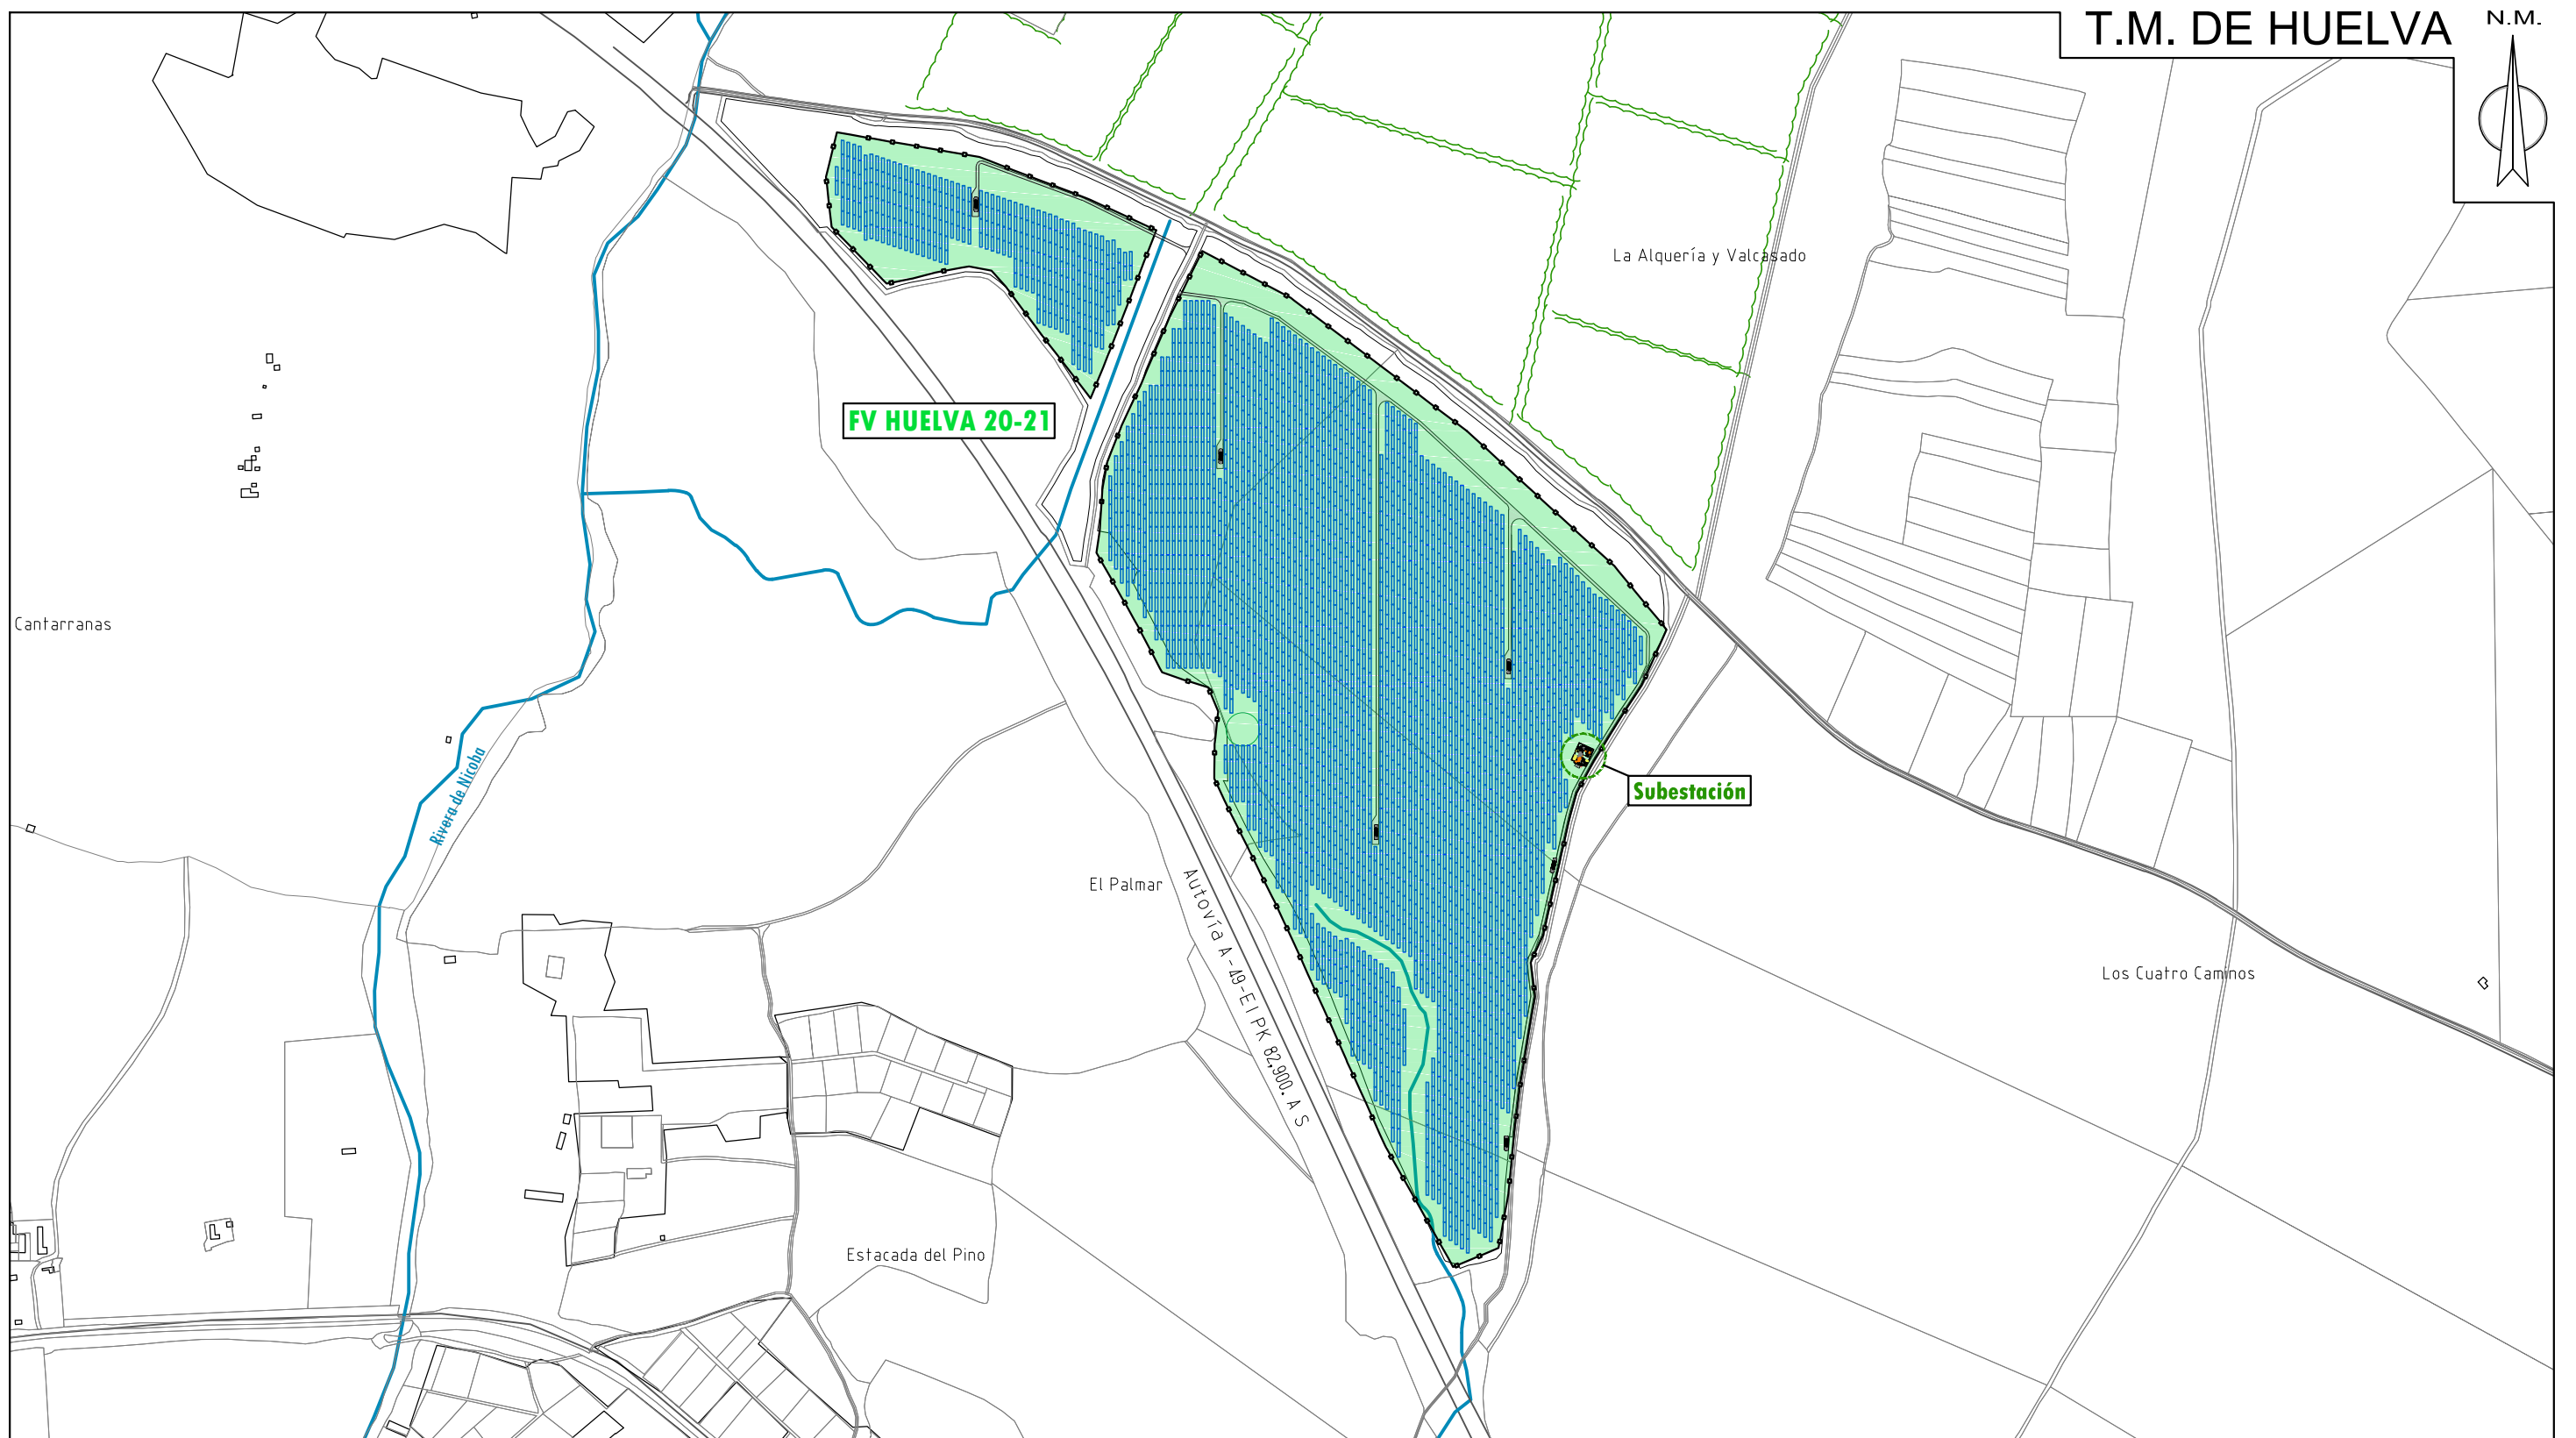 T.M. DE HUELVA
N.M.
La Alquería y Valcasado
FV HUELVA 20-21
Cantarranas
Rivera de Nicoba
Subestación
El Palmar
Autovía A-49-El PK 82,900. A S
Los Cuatro Caminos
Estacada del Pino